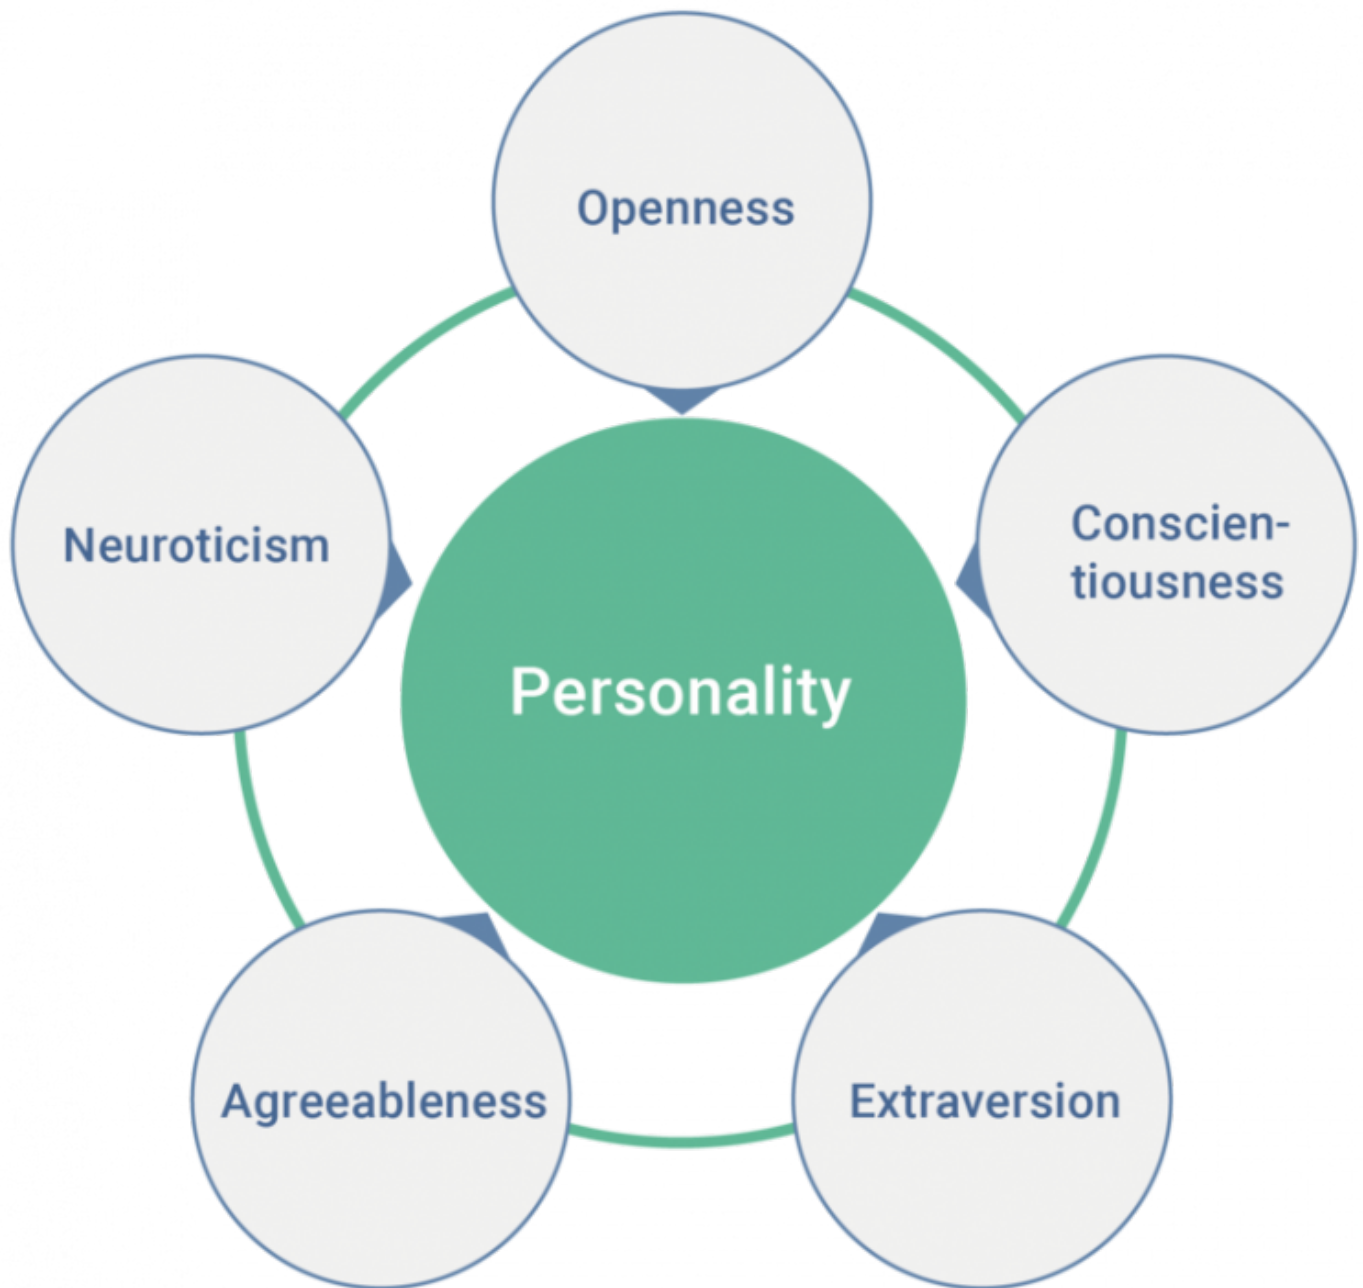 Openness
Neuroticism
Conscien-
tiousness
Personality
Agreeableness
Extraversion